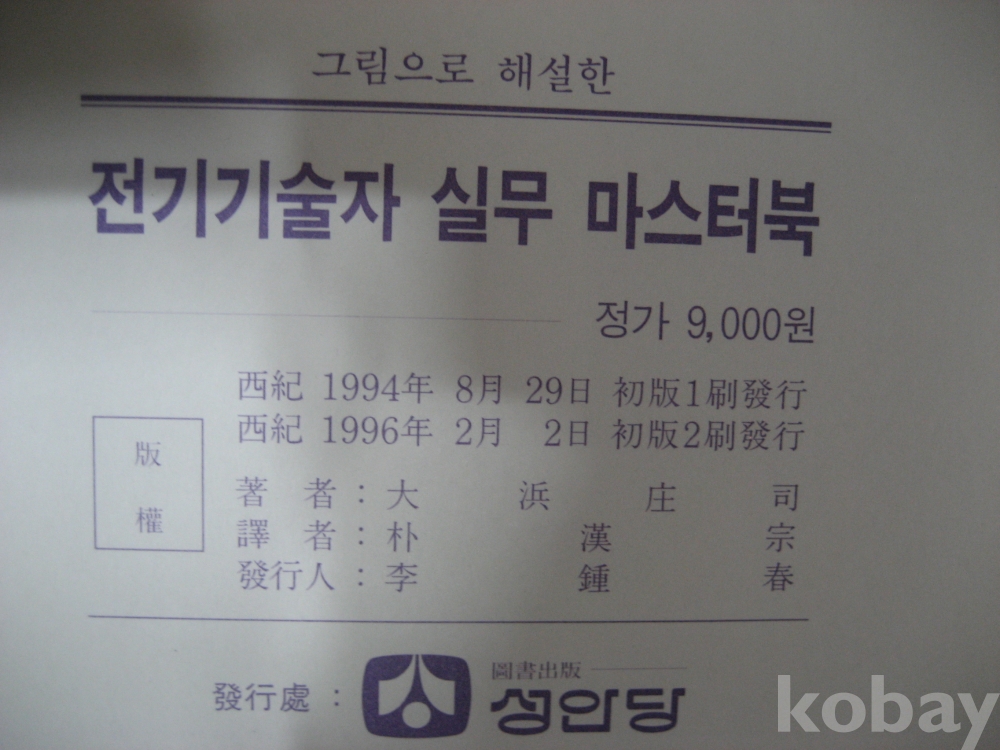 그림으로 해설한
전기기술자 실무 마스터북
정가 9,000원
西紀 1994年 8月 29日 初版1刷發行
西紀 1996年 2月 2日 初版2刷發行
版
權
著者 : 大浜庄司
譯者 : 朴漢宗
發行人 : 李鍾春
發行處 :
圖書出版
성안당
kobay